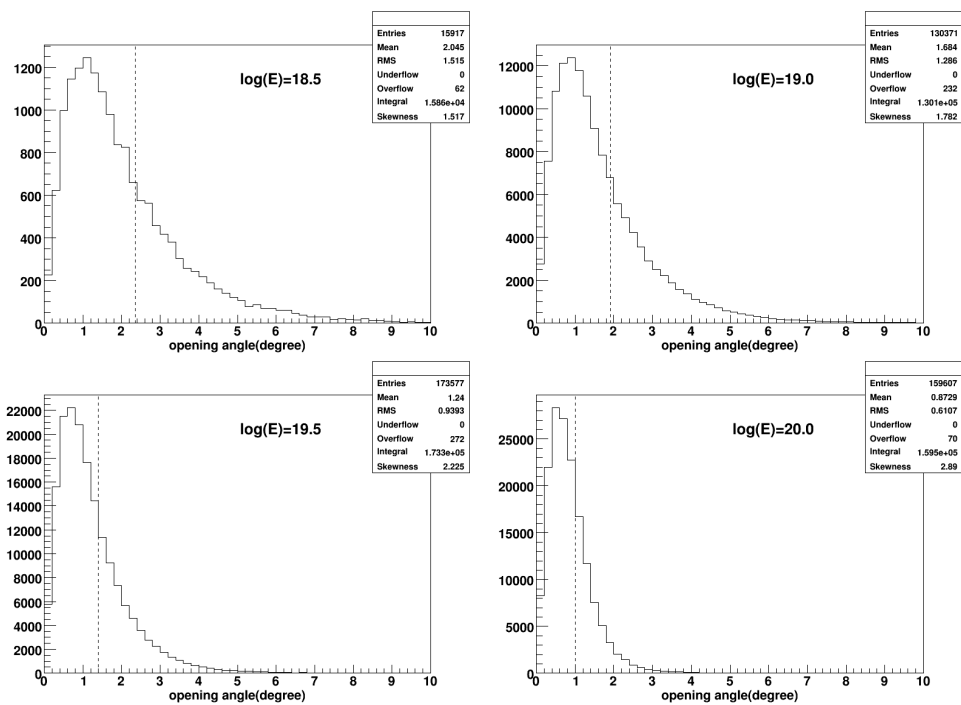 Entries 15917
Mean 2.045
RMS 1.515
Underflow 0
Overflow 62
Integral 1.586e+04
Skewness 1.517
log(E)=18.5
1200
1000
800
600
400
200
0
0 1 2 3 4 5 6 7 8 9 10
opening angle(degree)
Entries 130371
Mean 1.684
RMS 1.286
Underflow 0
Overflow 232
Integral 1.301e+05
Skewness 1.782
log(E)=19.0
12000
10000
8000
6000
4000
2000
0
0 1 2 3 4 5 6 7 8 9 10
opening angle(degree)
Entries 173577
Mean 1.24
RMS 0.9393
Underflow 0
Overflow 272
Integral 1.733e+05
Skewness 2.225
log(E)=19.5
22000
20000
18000
16000
14000
12000
10000
8000
6000
4000
2000
0
0 1 2 3 4 5 6 7 8 9 10
opening angle(degree)
Entries 159607
Mean 0.8729
RMS 0.6107
Underflow 0
Overflow 70
Integral 1.595e+05
Skewness 2.89
log(E)=20.0
25000
20000
15000
10000
5000
0
0 1 2 3 4 5 6 7 8 9 10
opening angle(degree)